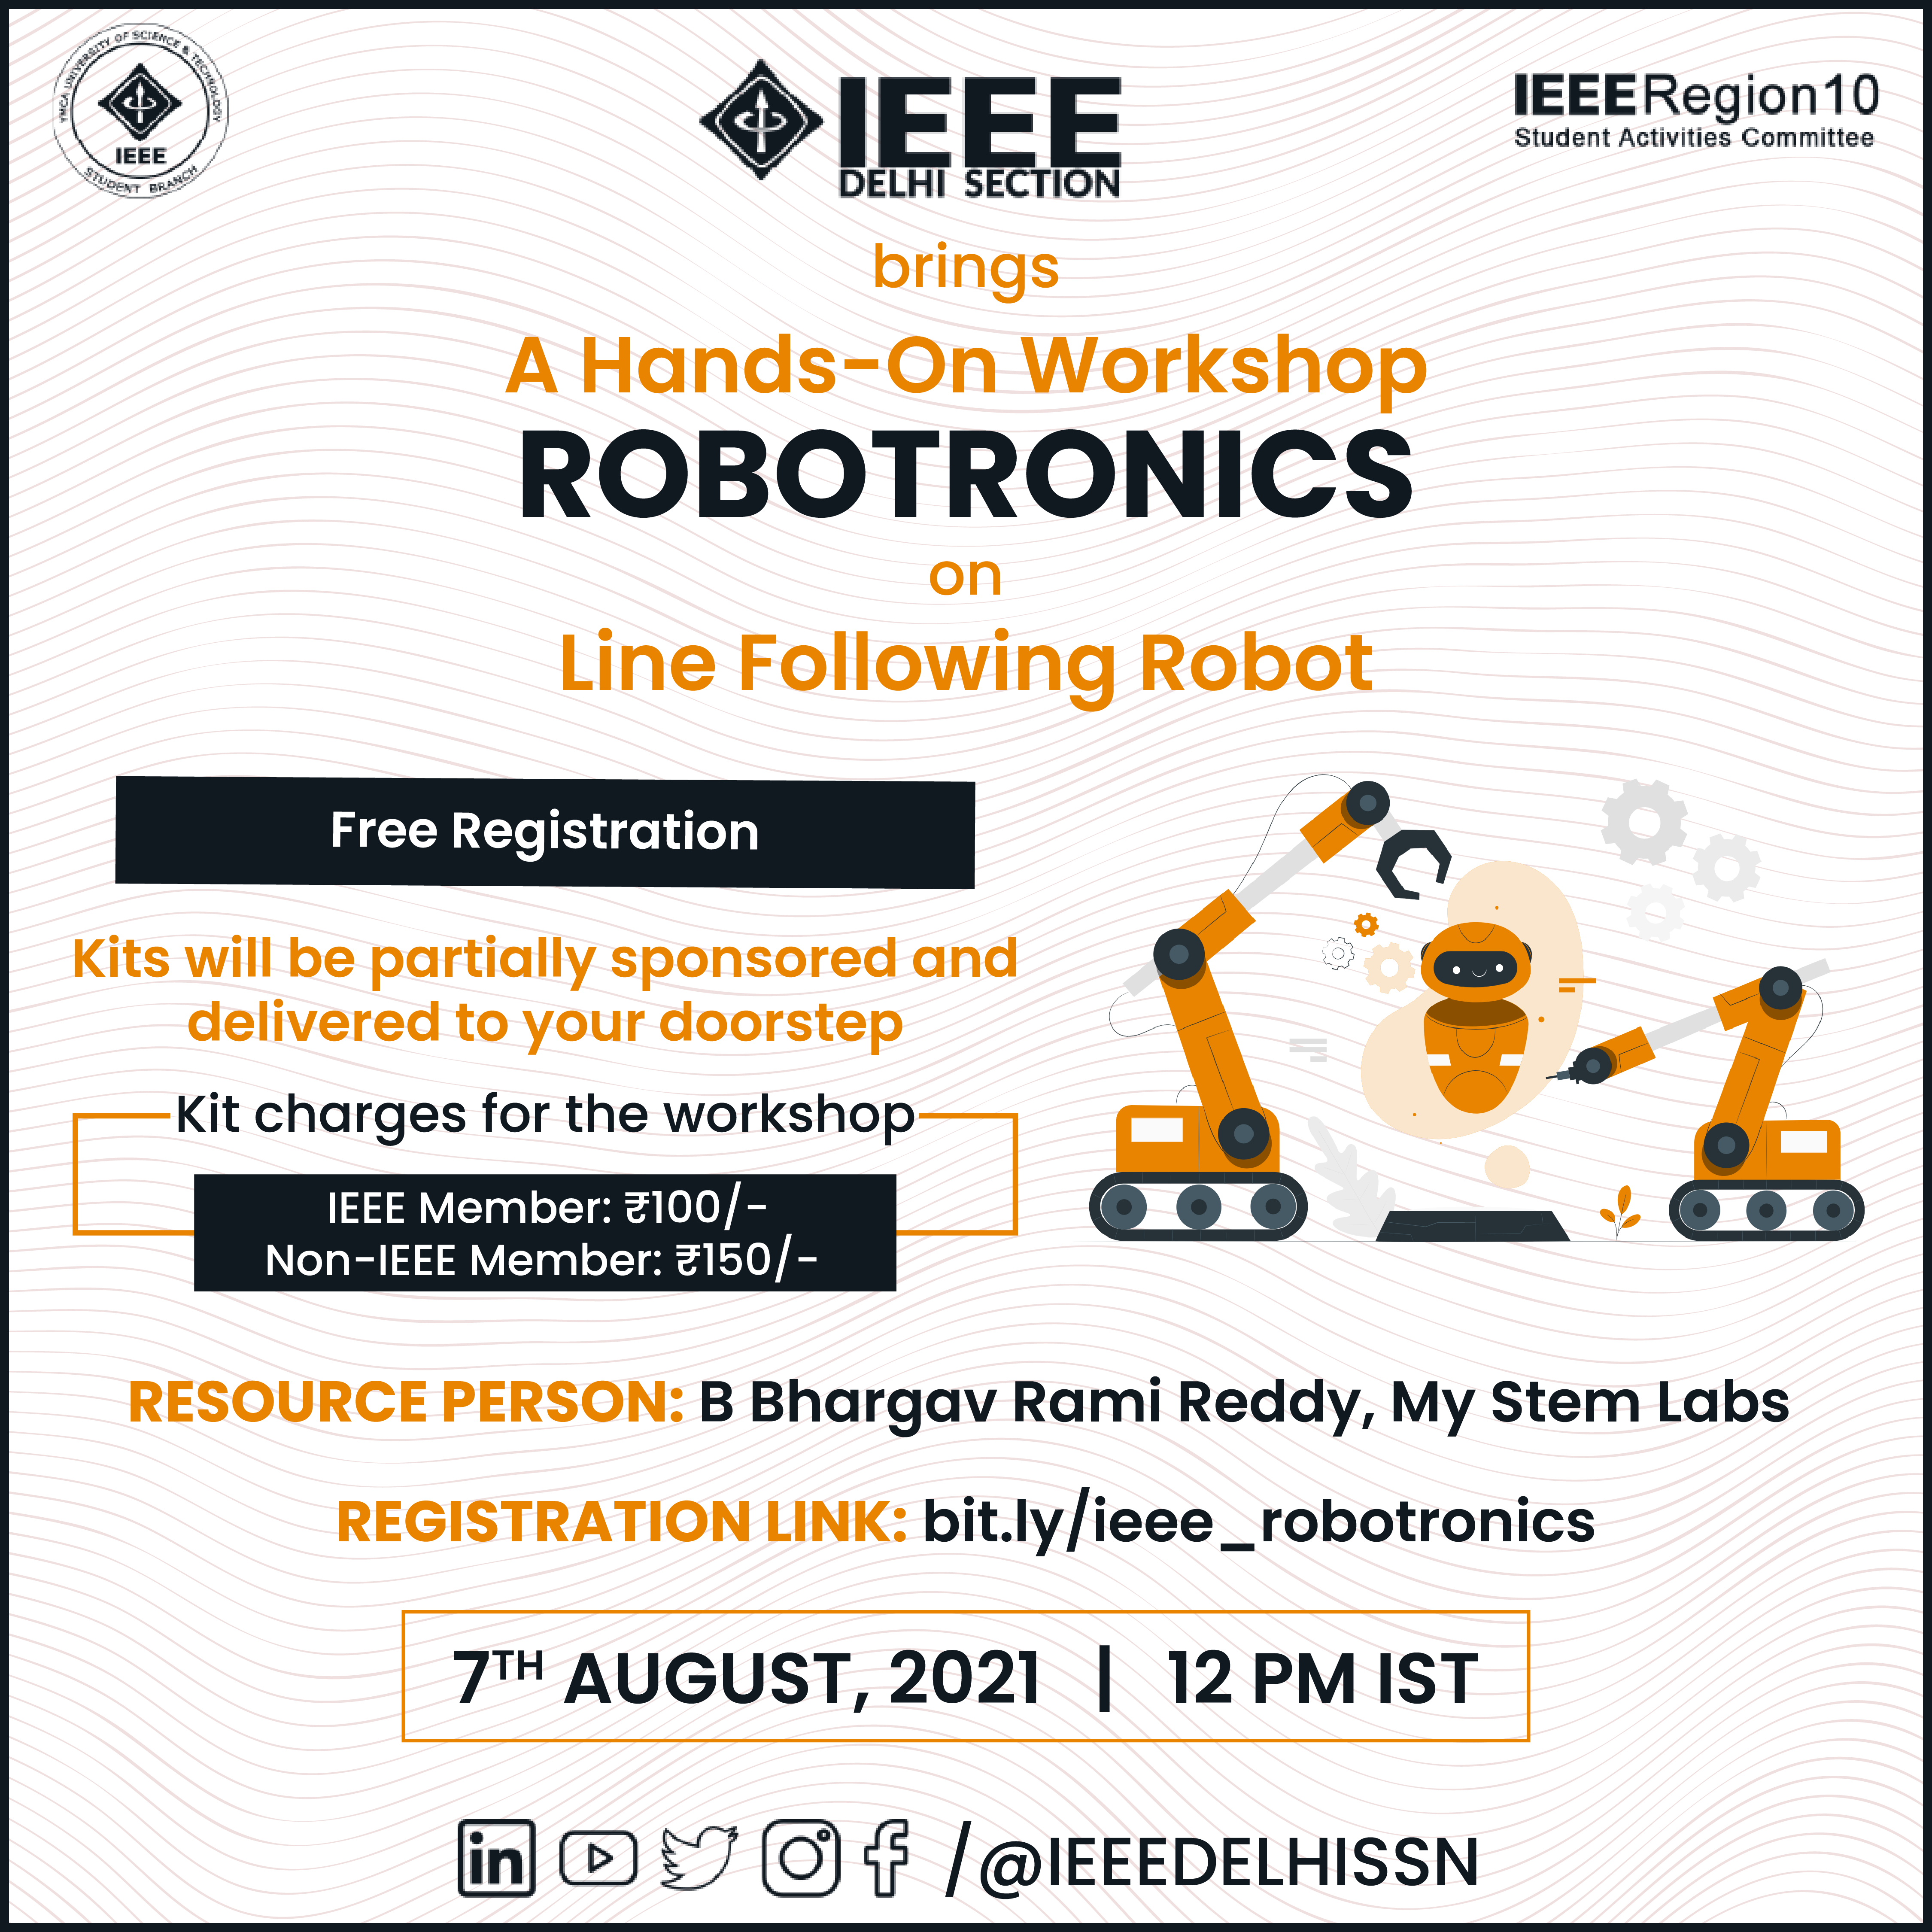 YMCA UNIVERSITY OF SCIENCE & TECHNOLOGY
IEEE
STUDENT BRANCH
IEEE
DELHI SECTION
IEEE Region10
Student Activities Committee
brings
A Hands-On Workshop
ROBOTRONICS
on
Line Following Robot
Free Registration
Kits will be partially sponsored and
delivered to your doorstep
Kit charges for the workshop
IEEE Member: ₹100/-
Non-IEEE Member: ₹150/-
RESOURCE PERSON: B Bhargav Rami Reddy, My Stem Labs
REGISTRATION LINK: bit.ly/ieee_robotronics
7TH AUGUST, 2021 | 12 PM IST
in /@IEEEDELHISSN